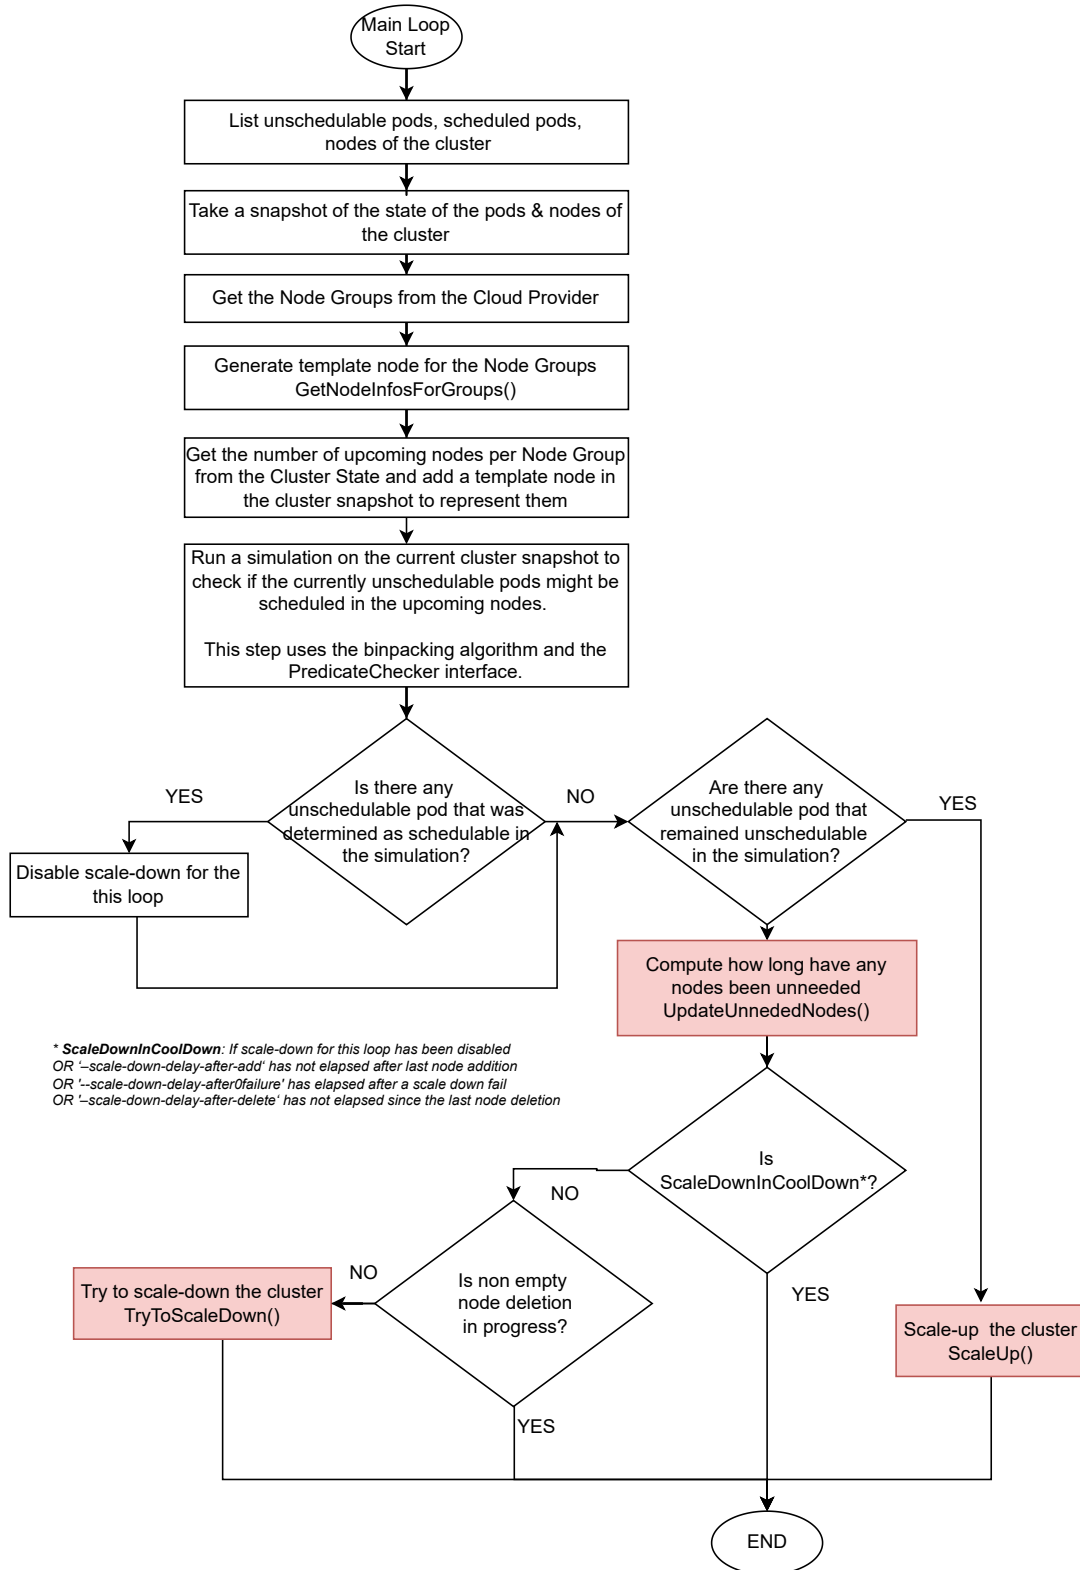 Main Loop
Start
List unschedulable pods, scheduled pods,
nodes of the cluster
Take a snapshot of the state of the pods & nodes of
the cluster
Get the Node Groups from the Cloud Provider
Generate template node for the Node Groups
GetNodeInfosForGroups()
Get the number of upcoming nodes per Node Group
from the Cluster State and add a template node in
the cluster snapshot to represent them
Run a simulation on the current cluster snapshot to
check if the currently unschedulable pods might be
scheduled in the upcoming nodes.
This step uses the binpacking algorithm and the
PredicateChecker interface.
Is there any
unschedulable pod that was
determined as schedulable in
the simulation?
YES
NO
Disable scale-down for the
this loop
Are there any
unschedulable pod that
remained unschedulable
in the simulation?
YES
Compute how long have any
nodes been unneeded
UpdateUnnededNodes()
* ScaleDownInCoolDown: If scale-down for this loop has been disabled
OR '–scale-down-delay-after-add' has not elapsed after last node addition
OR '--scale-down-delay-after0failure' has elapsed after a scale down fail
OR '–scale-down-delay-after-delete' has not elapsed since the last node deletion
Is
ScaleDownInCoolDown*?
NO
YES
Is non empty
node deletion
in progress?
NO
YES
Try to scale-down the cluster
TryToScaleDown()
Scale-up the cluster
ScaleUp()
END